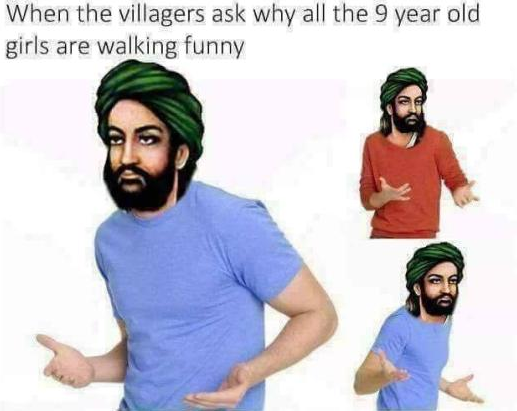 When the villagers ask why all the 9 year old
girls are walking funny